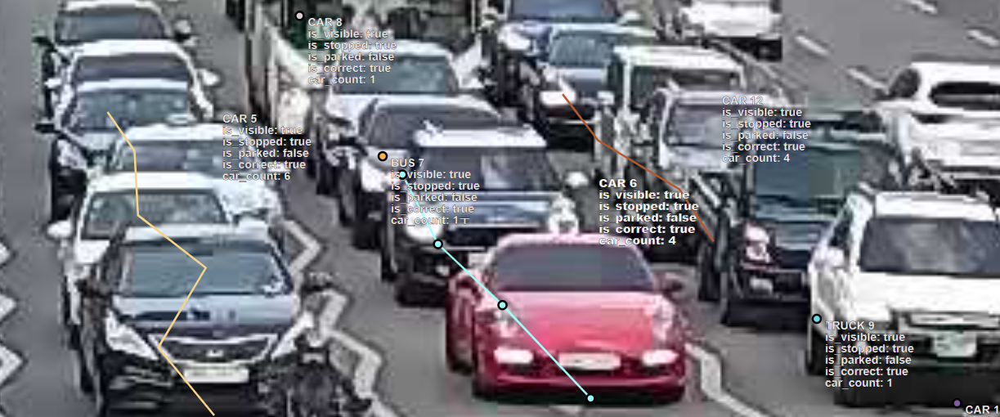 CAR 8
is_visible: true
is_stopped: true
is_parked: false
is_correct: true
car_count: 1
CAR 5
is_visible: true
is_stopped: true
is_parked: false
is_correct: true
car_count: 6
BUS 7
is_visible: true
is_stopped: true
is_parked: false
is_correct: true
car_count: 1ㅜ
CAR 12
is_visible: true
is_stopped: true
is_parked: false
is_correct: true
car_count: 4
CAR 6
is_visible: true
is_stopped: true
is_parked: false
is_correct: true
car_count: 4
TRUCK 9
is_visible: true
is_stopped: true
is_parked: false
is_correct: true
car_count: 1
CAR 1